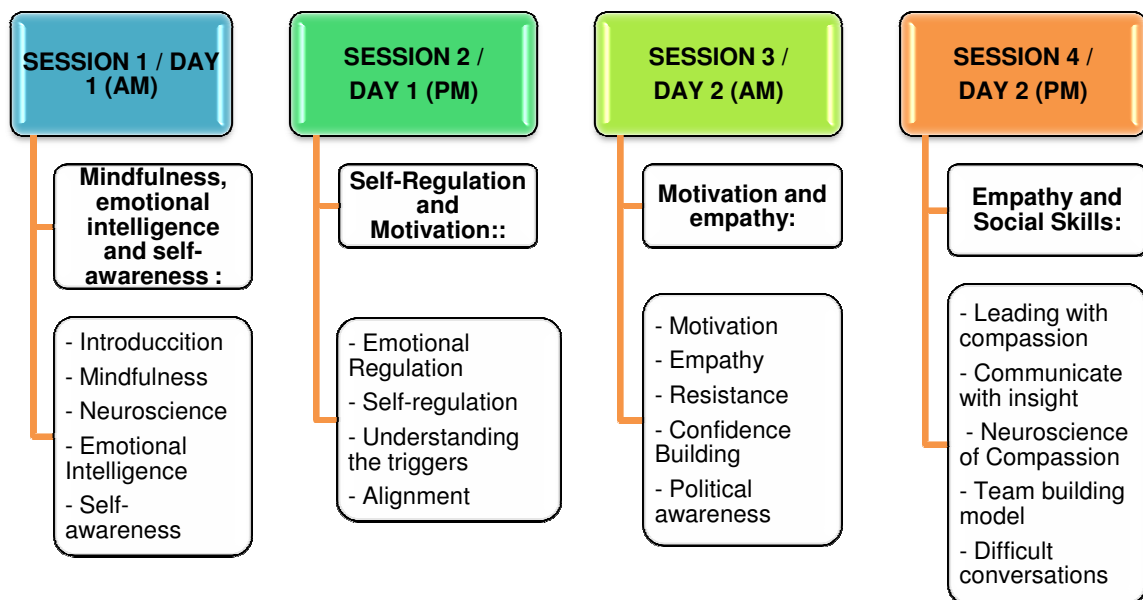 SESSION 1 / DAY
1 (AM)
Mindfulness,
emotional
intelligence
and self-
awareness :
- Introduccition
- Mindfulness
- Neuroscience
- Emotional
Intelligence
- Self-
awareness
SESSION 2 /
DAY 1 (PM)
Self-Regulation
and
Motivation::
- Emotional
Regulation
- Self-regulation
- Understanding
the triggers
- Alignment
SESSION 3 /
DAY 2 (AM)
Motivation and
empathy:
- Motivation
- Empathy
- Resistance
- Confidence
Building
- Political
awareness
SESSION 4 /
DAY 2 (PM)
Empathy and
Social Skills:
- Leading with
compassion
- Communicate
with insight
- Neuroscience
of Compassion
- Team building
model
- Difficult
conversations